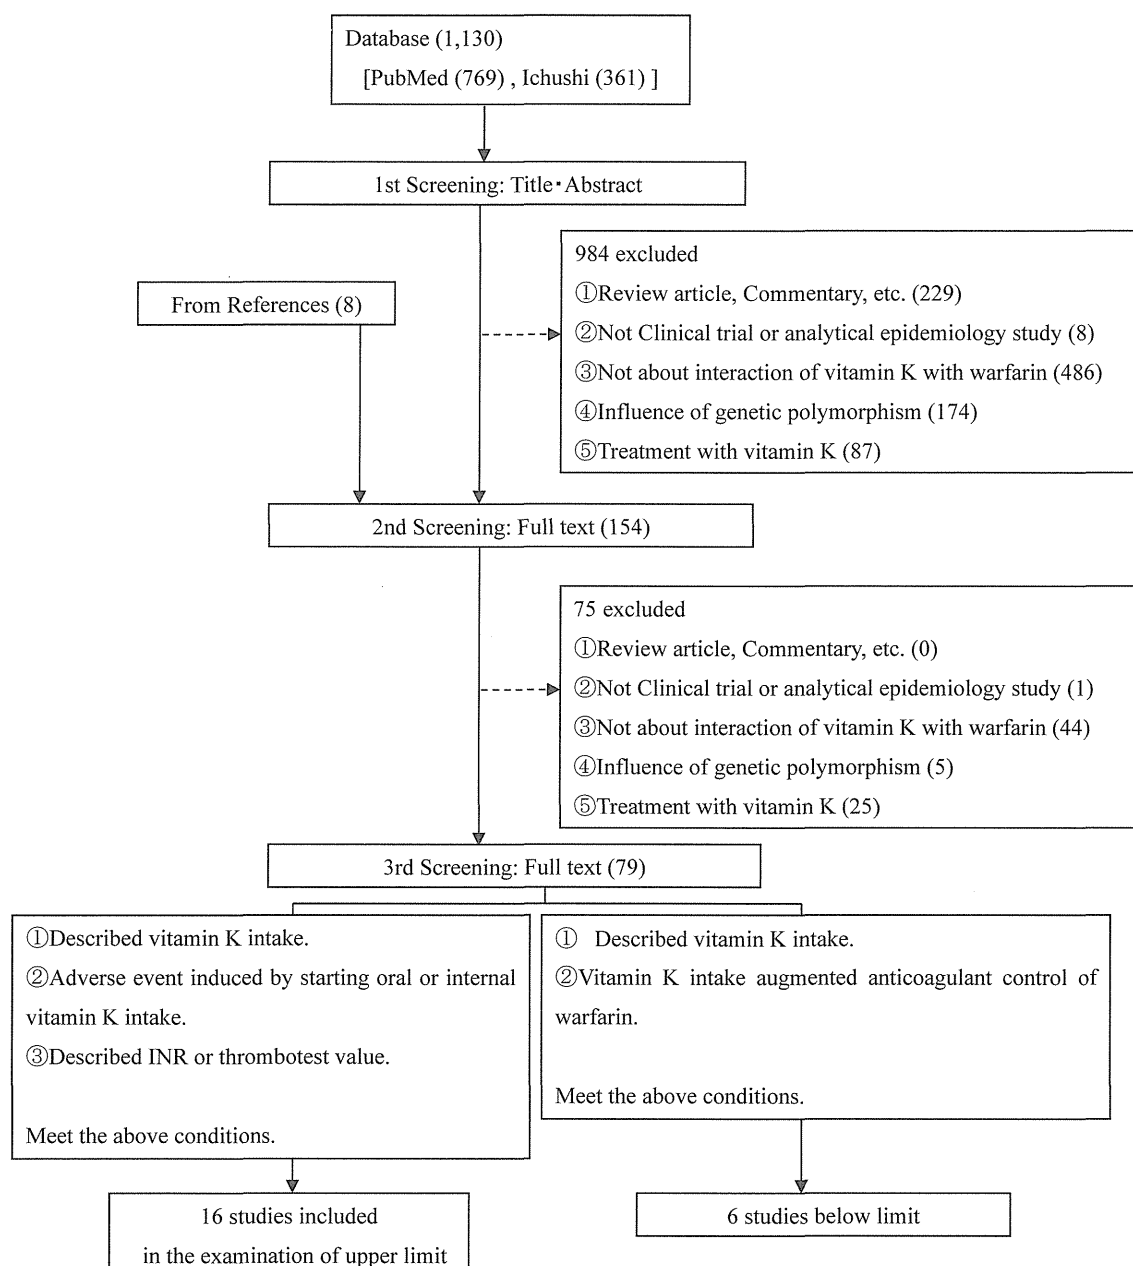 Database (1,130)
[PubMed (769) , Ichushi (361) ]
1st Screening: Title・Abstract
984 excluded
①Review article, Commentary, etc. (229)
②Not Clinical trial or analytical epidemiology study (8)
③Not about interaction of vitamin K with warfarin (486)
④Influence of genetic polymorphism (174)
⑤Treatment with vitamin K (87)
From References (8)
2nd Screening: Full text (154)
75 excluded
①Review article, Commentary, etc. (0)
②Not Clinical trial or analytical epidemiology study (1)
③Not about interaction of vitamin K with warfarin (44)
④Influence of genetic polymorphism (5)
⑤Treatment with vitamin K (25)
3rd Screening: Full text (79)
①Described vitamin K intake.
②Adverse event induced by starting oral or internal
vitamin K intake.
③Described INR or thrombotest value.
Meet the above conditions.
① Described vitamin K intake.
②Vitamin K intake augmented anticoagulant control of
warfarin.
Meet the above conditions.
16 studies included
in the examination of upper limit
6 studies below limit